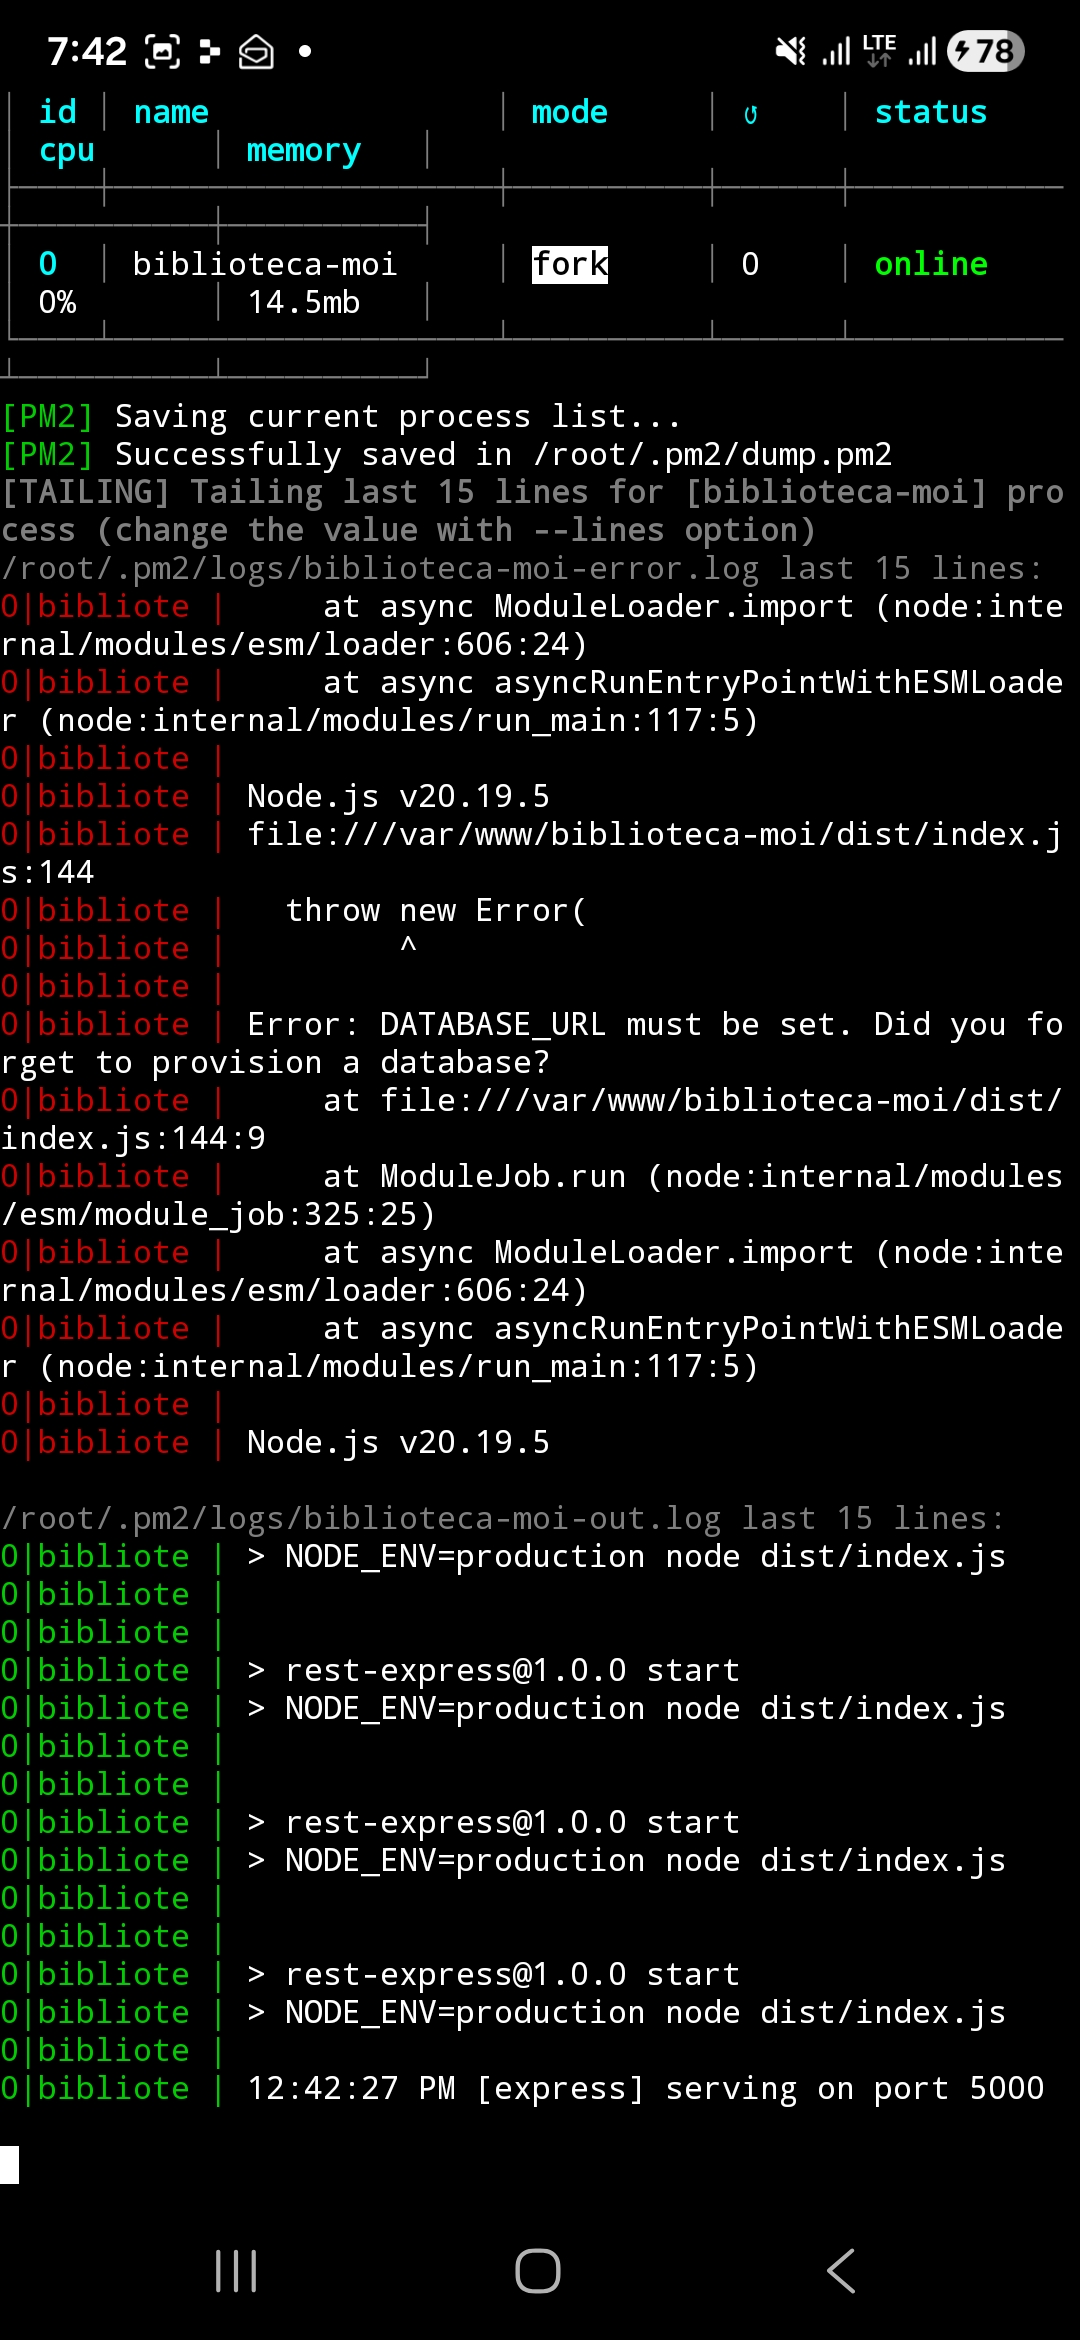 7:42 LTE 78
│ id │ name │ mode │ ↺ │ status
│ cpu │ memory │
│ 0 │ biblioteca-moi │ fork │ 0 │ online
│ 0% │ 14.5mb │
[PM2] Saving current process list...
[PM2] Successfully saved in /root/.pm2/dump.pm2
[TAILING] Tailing last 15 lines for [biblioteca-moi] pro
cess (change the value with --lines option)
/root/.pm2/logs/biblioteca-moi-error.log last 15 lines:
0|bibliote |     at async ModuleLoader.import (node:inte
rnal/modules/esm/loader:606:24)
0|bibliote |     at async asyncRunEntryPointWithESMLoade
r (node:internal/modules/run_main:117:5)
0|bibliote |
0|bibliote | Node.js v20.19.5
0|bibliote | file:///var/www/biblioteca-moi/dist/index.j
s:144
0|bibliote |   throw new Error(
0|bibliote |         ^
0|bibliote |
0|bibliote | Error: DATABASE_URL must be set. Did you fo
rget to provision a database?
0|bibliote |     at file:///var/www/biblioteca-moi/dist/
index.js:144:9
0|bibliote |     at ModuleJob.run (node:internal/modules
/esm/module_job:325:25)
0|bibliote |     at async ModuleLoader.import (node:inte
rnal/modules/esm/loader:606:24)
0|bibliote |     at async asyncRunEntryPointWithESMLoade
r (node:internal/modules/run_main:117:5)
0|bibliote |
0|bibliote | Node.js v20.19.5
/root/.pm2/logs/biblioteca-moi-out.log last 15 lines:
0|bibliote | > NODE_ENV=production node dist/index.js
0|bibliote |
0|bibliote |
0|bibliote | > rest-express@1.0.0 start
0|bibliote | > NODE_ENV=production node dist/index.js
0|bibliote |
0|bibliote |
0|bibliote | > rest-express@1.0.0 start
0|bibliote | > NODE_ENV=production node dist/index.js
0|bibliote |
0|bibliote |
0|bibliote | > rest-express@1.0.0 start
0|bibliote | > NODE_ENV=production node dist/index.js
0|bibliote |
0|bibliote | 12:42:27 PM [express] serving on port 5000